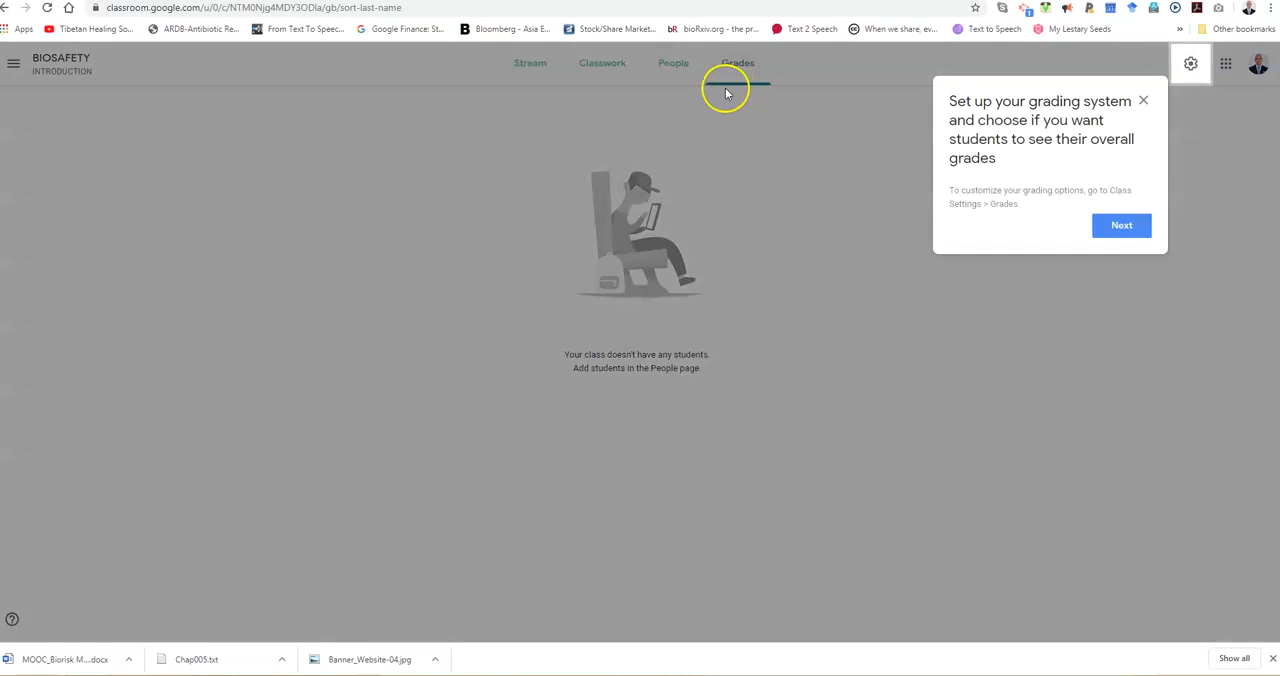 classroom.google.com/u/0/c/NTM0Njg4MDY3ODla/gb/sort-last-name
Apps Tibetan Healing So... ARDB-Antibiotic Re... From Text To Speec... Google Finance: St... Bloomberg - Asia E... Stock/Share Market... bioRxiv.org - the pr... Text 2 Speech When we share, ev... Text to Speech My Lestary Seeds » Other bookmarks
BIOSAFETY
INTRODUCTION
Stream Classwork People Grades
Set up your grading system
and choose if you want
students to see their overall
grades
To customize your grading options, go to Class
Settings > Grades
Next
Your class doesn't have any students.
Add students in the People page.
MOOC_Biorisk M....docx Chap005.txt Banner_Website-04.jpg Show all